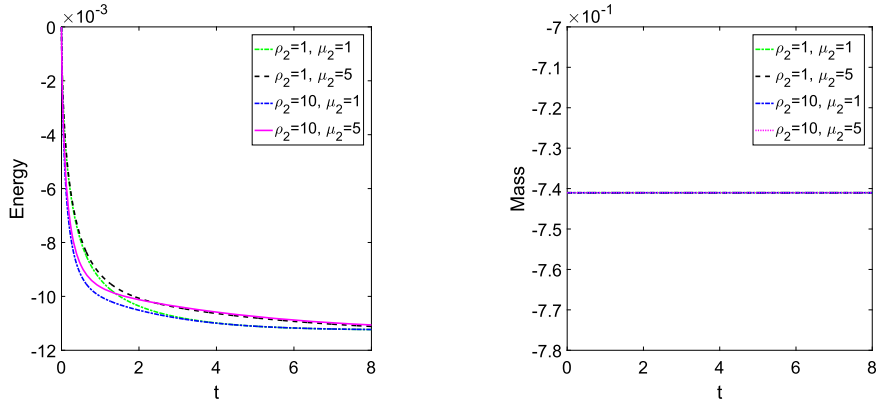 ×10⁻³
0
-2
-4
-6
-8
-10
-12
0
2
4
6
8
t
Energy
ρ₂=1, μ₂=1
ρ₂=1, μ₂=5
ρ₂=10, μ₂=1
ρ₂=10, μ₂=5
×10⁻¹
-7
-7.1
-7.2
-7.3
-7.4
-7.5
-7.6
-7.7
-7.8
0
2
4
6
8
t
Mass
ρ₂=1, μ₂=1
ρ₂=1, μ₂=5
ρ₂=10, μ₂=1
ρ₂=10, μ₂=5